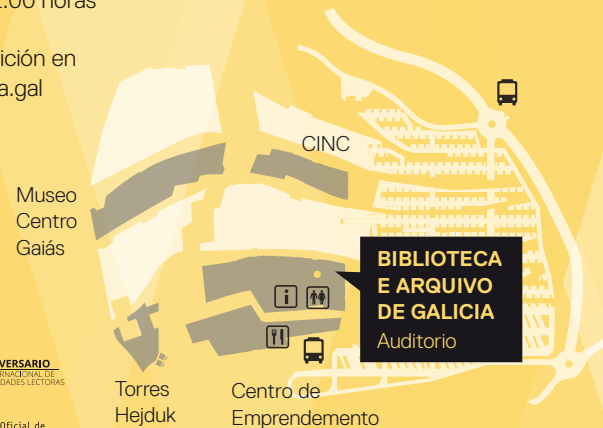 .00 horas
ición en
a.gal
CINC
Museo
Centro
Gaiás
BIBLIOTECA
E ARQUIVO
DE GALICIA
Auditorio
i
VERSARIO
RNACIONAL DE
DADES LECTORAS
Torres
Hejduk
Centro de
Emprendemento
Oficial de